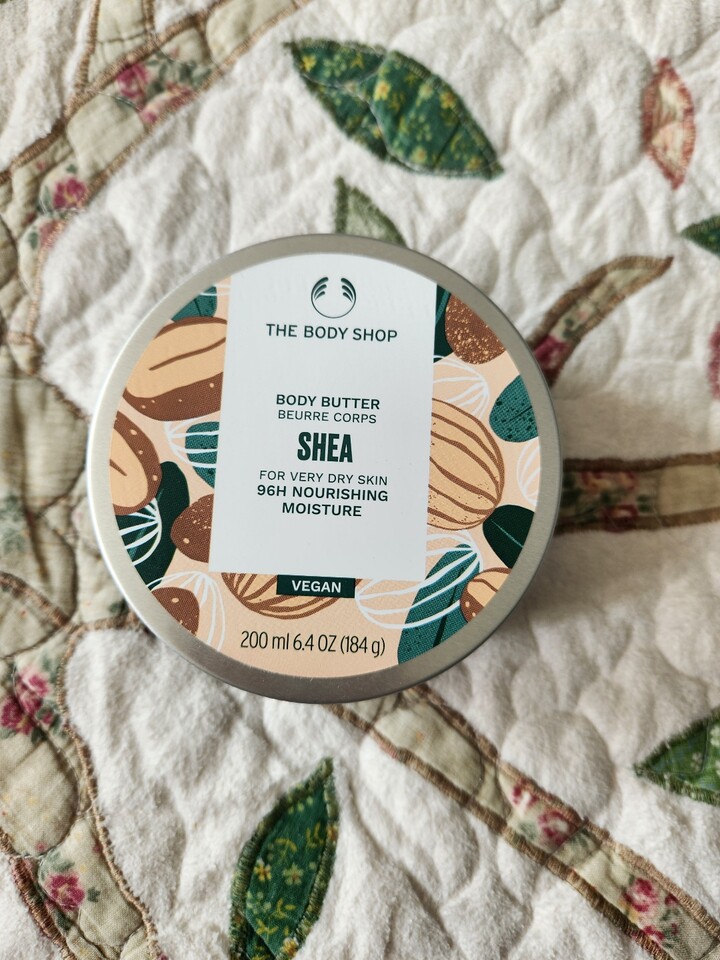 THE BODY SHOP
BODY BUTTER
BEURRE CORPS
SHEA
FOR VERY DRY SKIN
96H NOURISHING
MOISTURE
VEGAN
200 ml 6.4 OZ (184 g)